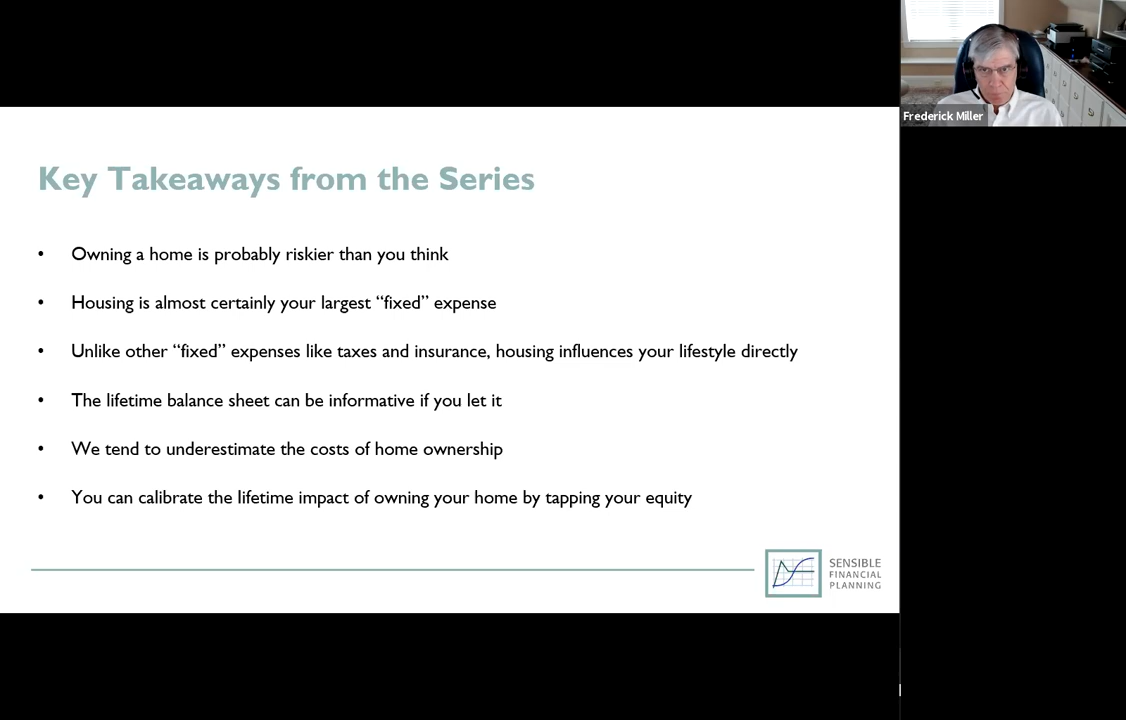 Key Takeaways from the Series
• Owning a home is probably riskier than you think
• Housing is almost certainly your largest “fixed” expense
• Unlike other “fixed” expenses like taxes and insurance, housing influences your lifestyle directly
• The lifetime balance sheet can be informative if you let it
• We tend to underestimate the costs of home ownership
• You can calibrate the lifetime impact of owning your home by tapping your equity
SENSIBLE
FINANCIAL
PLANNING
Frederick Miller